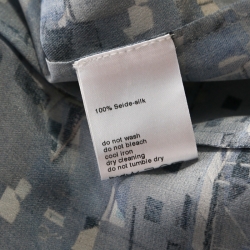 100% Seide-silk
do not wash
do not bleach
cool iron
dry cleaning
do not tumble dry